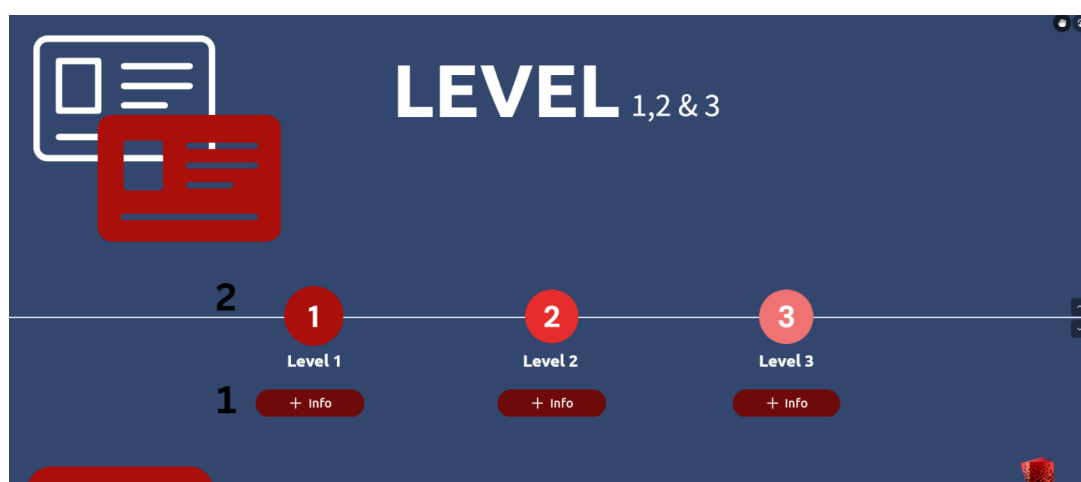 LEVEL 1,2 & 3
2
1 2 3
Level 1 Level 2 Level 3
1 + Info + Info + Info